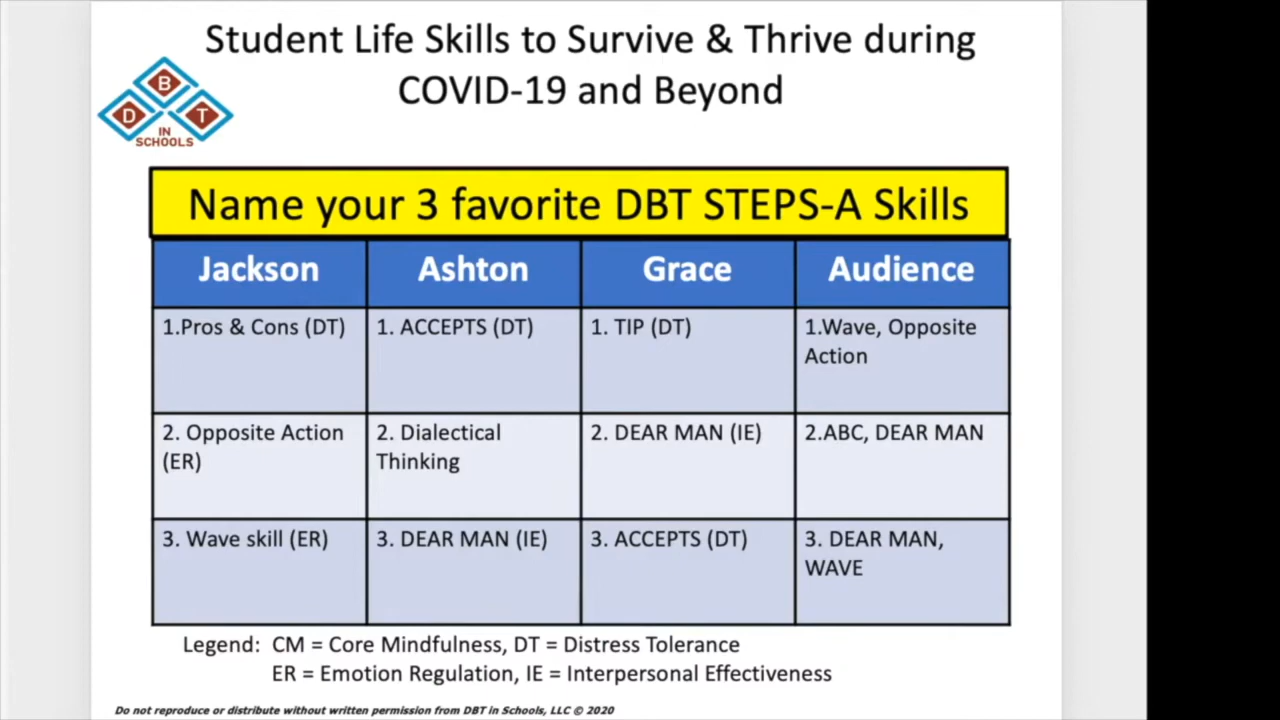 Student Life Skills to Survive & Thrive during
COVID-19 and Beyond
B
D T
IN
SCHOOLS
Name your 3 favorite DBT STEPS-A Skills
Jackson Ashton Grace Audience
1.Pros & Cons (DT) 1. ACCEPTS (DT) 1. TIP (DT) 1.Wave, Opposite
Action
2. Opposite Action 2. Dialectical 2. DEAR MAN (IE) 2.ABC, DEAR MAN
(ER) Thinking
3. Wave skill (ER) 3. DEAR MAN (IE) 3. ACCEPTS (DT) 3. DEAR MAN,
WAVE
Legend: CM = Core Mindfulness, DT = Distress Tolerance
ER = Emotion Regulation, IE = Interpersonal Effectiveness
Do not reproduce or distribute without written permission from DBT in Schools, LLC © 2020